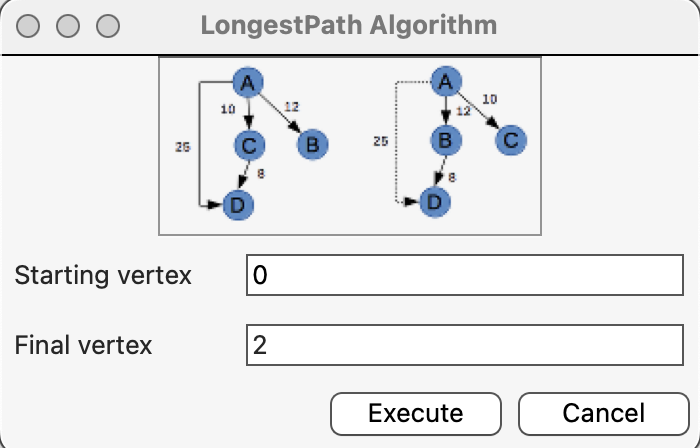 LongestPath Algorithm
A
10
12
25
C
B
8
D
A
12
10
25
B
C
8
D
Starting vertex
0
Final vertex
2
Execute
Cancel